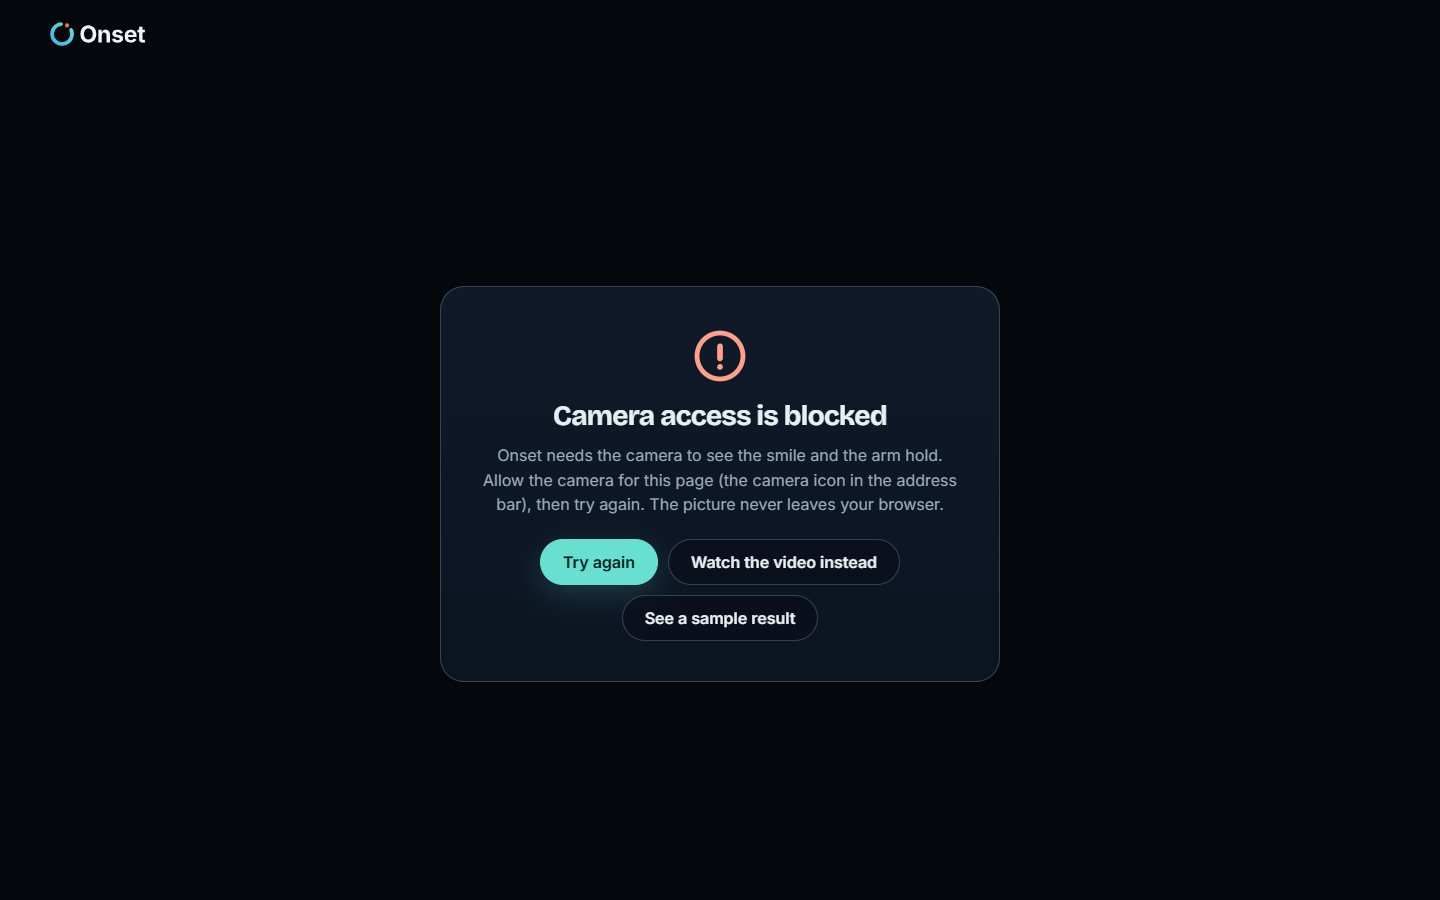 Onset
Camera access is blocked
Onset needs the camera to see the smile and the arm hold.
Allow the camera for this page (the camera icon in the address
bar), then try again. The picture never leaves your browser.
Try again
Watch the video instead
See a sample result